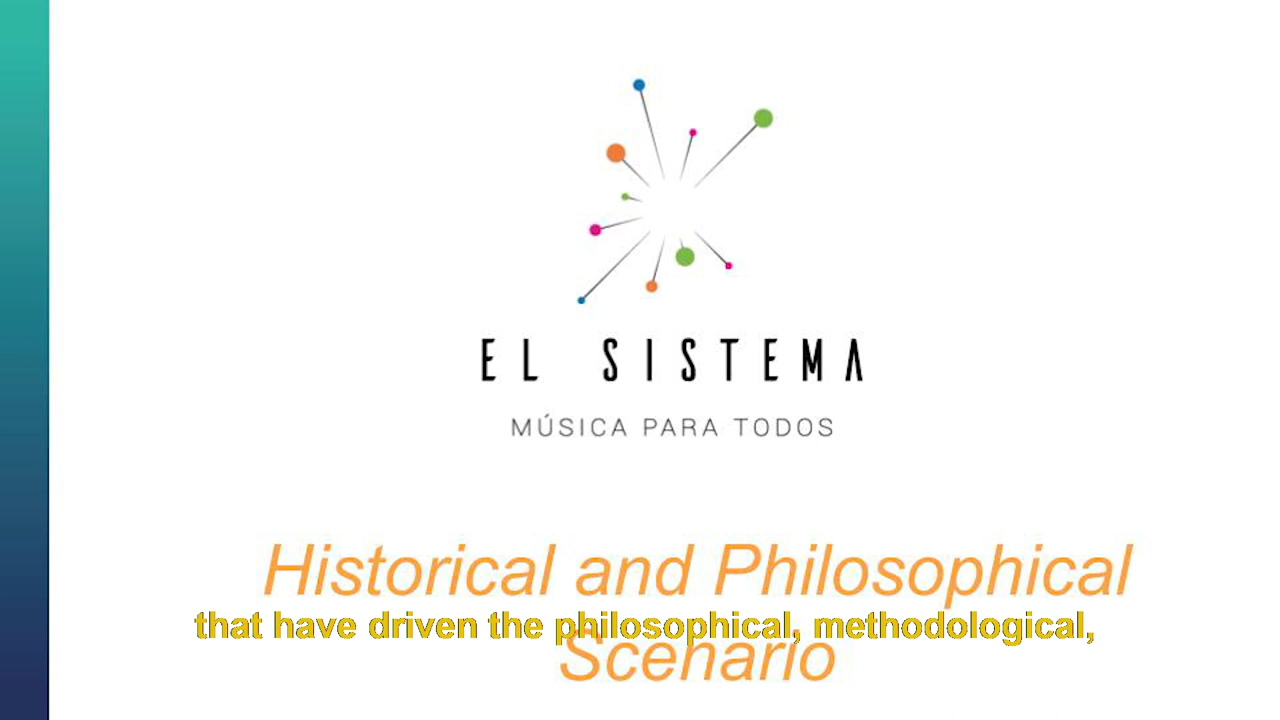 EL SISTEMA
MÚSICA PARA TODOS
Historical and Philosophical
that have driven the philosophical, methodological,
Scenario